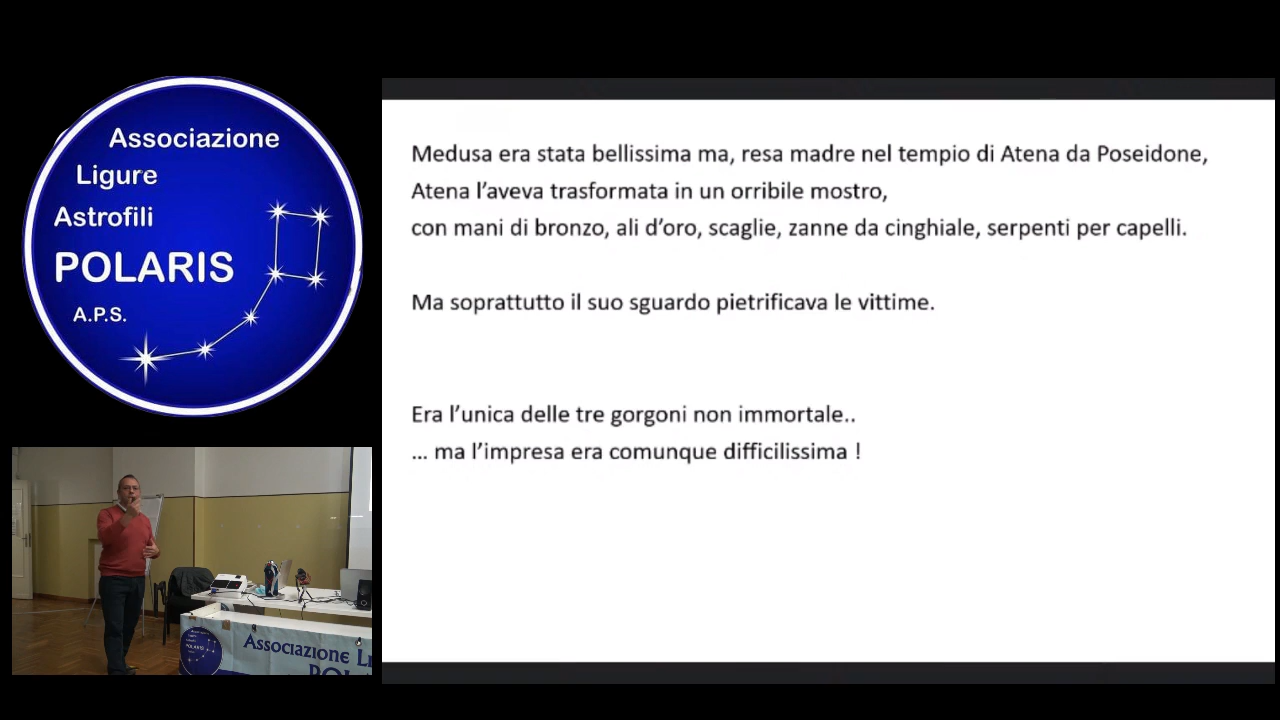 Associazione
Ligure
Astrofili
POLARIS
A.P.S.
Medusa era stata bellissima ma, resa madre nel tempio di Atena da Poseidone,
Atena l’aveva trasformata in un orribile mostro,
con mani di bronzo, ali d’oro, scaglie, zanne da cinghiale, serpenti per capelli.
Ma soprattutto il suo sguardo pietrificava le vittime.
Era l’unica delle tre gorgoni non immortale..
... ma l’impresa era comunque difficilissima !
Associazione Li
POL